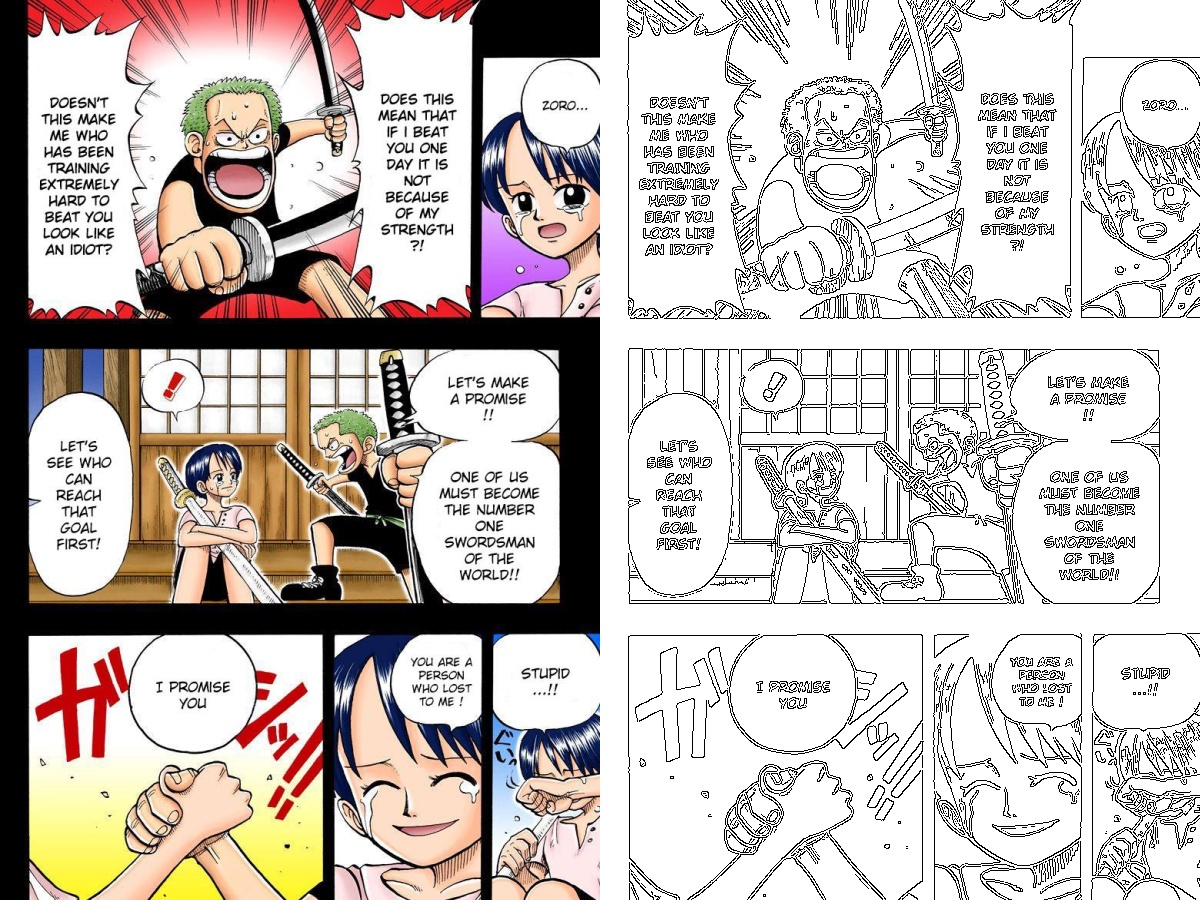 DOESN'T
THIS MAKE
ME WHO
HAS BEEN
TRAINING
EXTREMELY
HARD TO
BEAT YOU
LOOK LIKE
AN IDIOT?
DOES THIS
MEAN THAT
IF I BEAT
YOU ONE
DAY IT IS
NOT
BECAUSE
OF MY
STRENGTH
?!
ZORO...
!
LET'S MAKE
A PROMISE
!!
LET'S
SEE WHO
CAN
REACH
THAT
GOAL
FIRST!
ONE OF US
MUST BECOME
THE NUMBER
ONE
SWORDSMAN
OF THE
WORLD!!
ガシッ!!
I PROMISE
YOU
YOU ARE A
PERSON
WHO LOST
TO ME !
STUPID
...!!
ぐいっ
DOESN'T
THIS MAKE
ME WHO
HAS BEEN
TRAINING
EXTREMELY
HARD TO
BEAT YOU
LOOK LIKE
AN IDIOT?
DOES THIS
MEAN THAT
IF I BEAT
YOU ONE
DAY IT IS
NOT
BECAUSE
OF MY
STRENGTH
?!
ZORO...
!
LET'S MAKE
A PROMISE
!!
LET'S
SEE WHO
CAN
REACH
THAT
GOAL
FIRST!
ONE OF US
MUST BECOME
THE NUMBER
ONE
SWORDSMAN
OF THE
WORLD!!
ガシッ!!
I PROMISE
YOU
YOU ARE A
PERSON
WHO LOST
TO ME !
STUPID
...!!